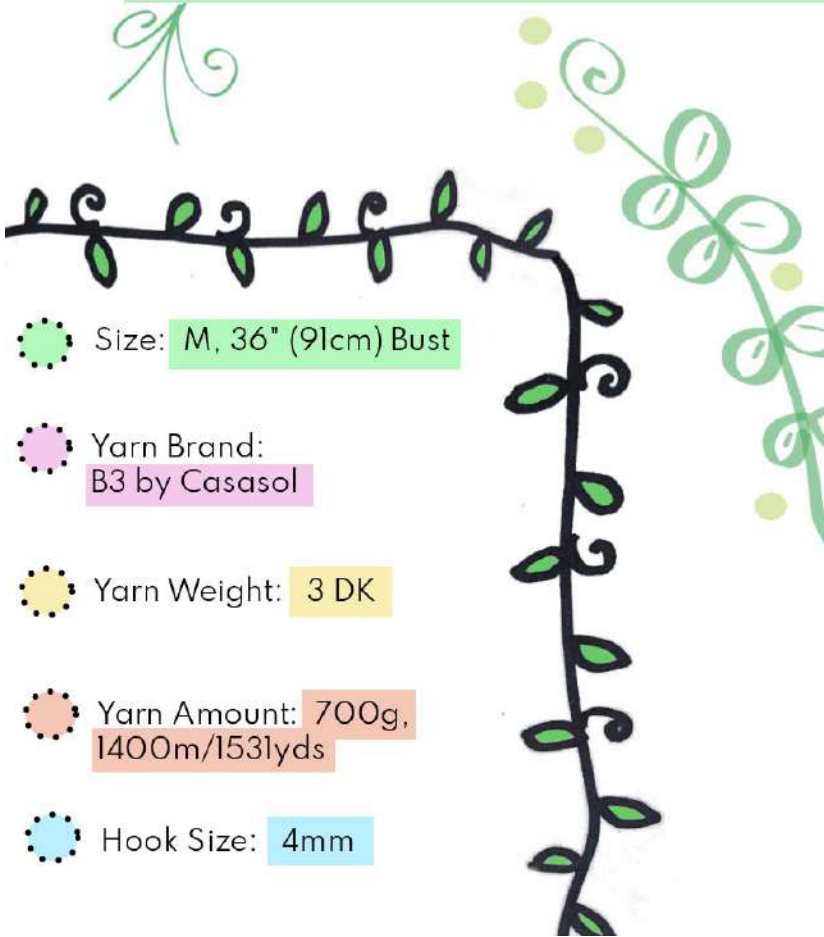 Size: M, 36" (91cm) Bust
Yarn Brand:
B3 by Casasol
Yarn Weight: 3 DK
Yarn Amount: 700g,
1400m/1531yds
Hook Size: 4mm